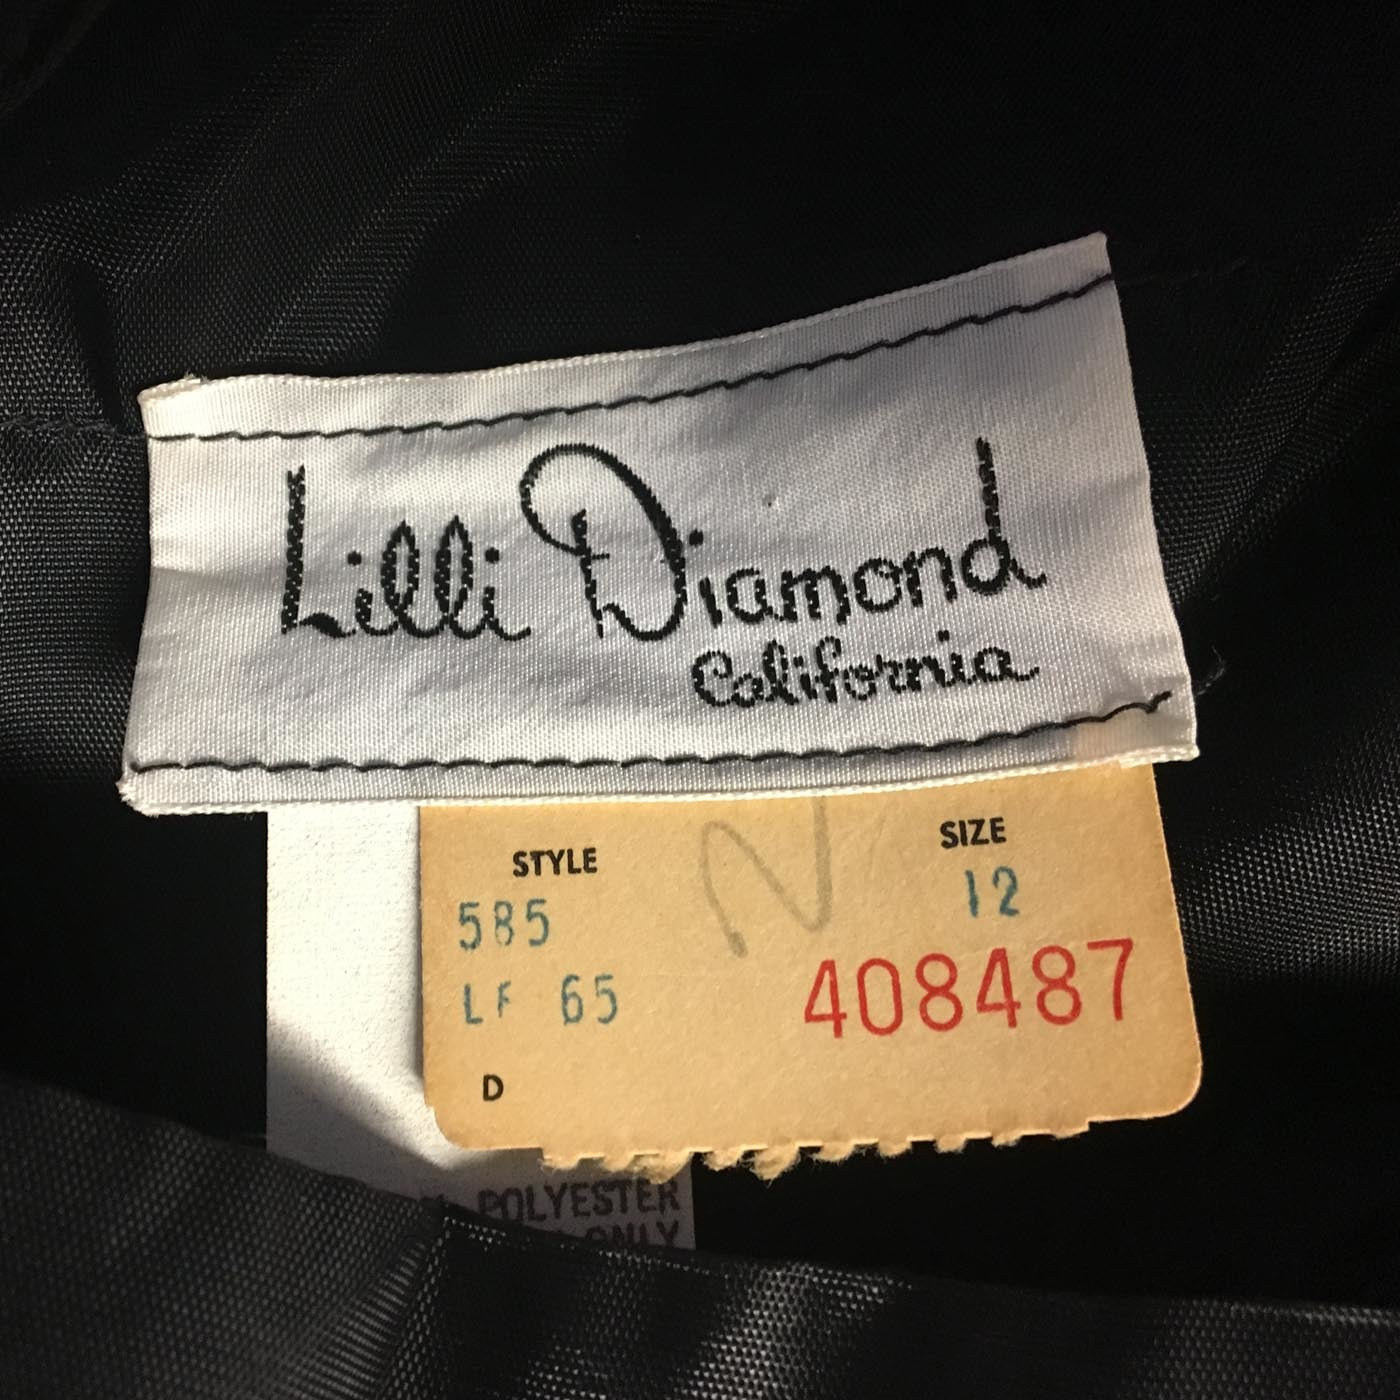 Lilli Diamond
California
STYLE SIZE
585 12
LF 65 408487
D
POLYESTER
ONLY